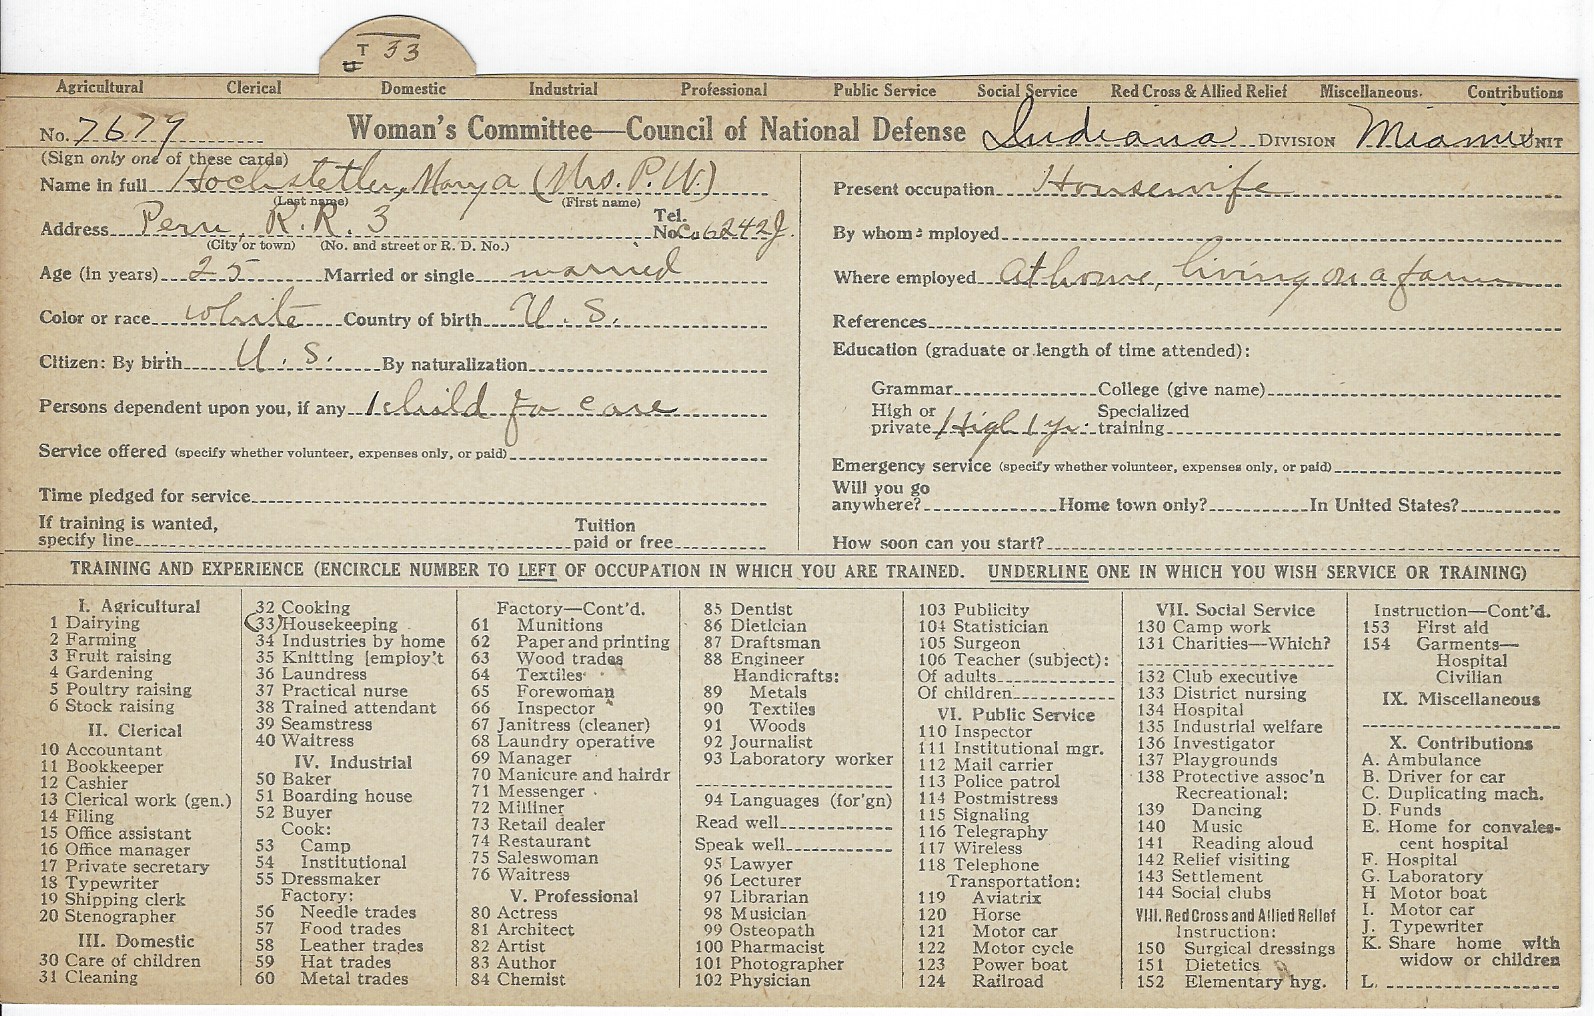 T 33
U
Agricultural Clerical Domestic Industrial Professional Public Service Social Service Red Cross & Allied Relief Miscellaneous. Contributions
No. 7679 Woman's Committee—Council of National Defense Indiana DIVISION Miami UNIT
(Sign only one of these cards)
Name in full Hochstetler, Mary A (Mrs. P. W.)
(Last name) (First name)
Address Peru, R. R. 3 Tel. No. Co 6242J.
(City or town) (No. and street or R. D. No.)
Age (in years) 25 Married or single married
Color or race white Country of birth U. S.
Citizen: By birth U. S. By naturalization
Persons dependent upon you, if any 1 child for care
Service offered (specify whether volunteer, expenses only, or paid)
Time pledged for service
If training is wanted, specify line Tuition paid or free
Present occupation Housewife
By whom employed
Where employed At home, living on a farm
References
Education (graduate or length of time attended):
Grammar College (give name)
High or private High 1 yr. Specialized training
Emergency service (specify whether volunteer, expenses only, or paid)
Will you go anywhere? Home town only? In United States?
How soon can you start?
TRAINING AND EXPERIENCE (ENCIRCLE NUMBER TO LEFT OF OCCUPATION IN WHICH YOU ARE TRAINED. UNDERLINE ONE IN WHICH YOU WISH SERVICE OR TRAINING)
I. Agricultural
1 Dairying
2 Farming
3 Fruit raising
4 Gardening
5 Poultry raising
6 Stock raising
II. Clerical
10 Accountant
11 Bookkeeper
12 Cashier
13 Clerical work (gen.)
14 Filing
15 Office assistant
16 Office manager
17 Private secretary
18 Typewriter
19 Shipping clerk
20 Stenographer
III. Domestic
30 Care of children
31 Cleaning
32 Cooking
33 Housekeeping
34 Industries by home
35 Knitting [employ't
36 Laundress
37 Practical nurse
38 Trained attendant
39 Seamstress
40 Waitress
IV. Industrial
50 Baker
51 Boarding house
52 Buyer
Cook:
53 Camp
54 Institutional
55 Dressmaker
Factory:
56 Needle trades
57 Food trades
58 Leather trades
59 Hat trades
60 Metal trades
Factory—Cont'd.
61 Munitions
62 Paper and printing
63 Wood trades
64 Textiles
65 Forewoman
66 Inspector
67 Janitress (cleaner)
68 Laundry operative
69 Manager
70 Manicure and hairdr
71 Messenger
72 Milliner
73 Retail dealer
74 Restaurant
75 Saleswoman
76 Waitress
V. Professional
80 Actress
81 Architect
82 Artist
83 Author
84 Chemist
85 Dentist
86 Dietician
87 Draftsman
88 Engineer
Handicrafts:
89 Metals
90 Textiles
91 Woods
92 Journalist
93 Laboratory worker
94 Languages (for'gn)
Read well
Speak well
95 Lawyer
96 Lecturer
97 Librarian
98 Musician
99 Osteopath
100 Pharmacist
101 Photographer
102 Physician
103 Publicity
104 Statistician
105 Surgeon
106 Teacher (subject):
Of adults
Of children
VI. Public Service
110 Inspector
111 Institutional mgr.
112 Mail carrier
113 Police patrol
114 Postmistress
115 Signaling
116 Telegraphy
117 Wireless
118 Telephone
Transportation:
119 Aviatrix
120 Horse
121 Motor car
122 Motor cycle
123 Power boat
124 Railroad
VII. Social Service
130 Camp work
131 Charities—Which?
132 Club executive
133 District nursing
134 Hospital
135 Industrial welfare
136 Investigator
137 Playgrounds
138 Protective assoc'n
Recreational:
139 Dancing
140 Music
141 Reading aloud
142 Relief visiting
143 Settlement
144 Social clubs
VIII. Red Cross and Allied Relief
Instruction:
150 Surgical dressings
151 Dietetics
152 Elementary hyg.
Instruction—Cont'd.
153 First aid
154 Garments—
Hospital
Civilian
IX. Miscellaneous
X. Contributions
A. Ambulance
B. Driver for car
C. Duplicating mach.
D. Funds
E. Home for convales-
cent hospital
F. Hospital
G. Laboratory
H Motor boat
I. Motor car
J. Typewriter
K. Share home with
widow or children
L.